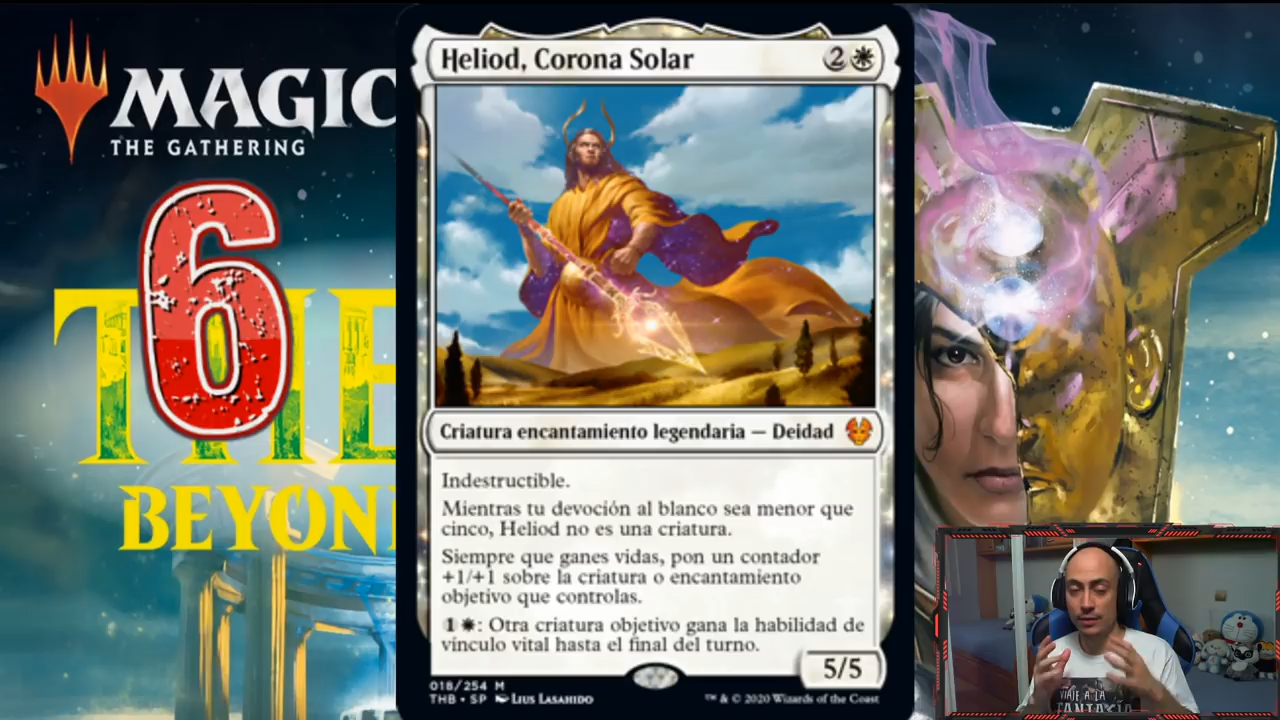 MAGIC
THE GATHERING
6
THE
BEYON
Heliod, Corona Solar
2
Criatura encantamiento legendaria — Deidad
Indestructible.
Mientras tu devoción al blanco sea menor que
cinco, Heliod no es una criatura.
Siempre que ganes vidas, pon un contador
+1/+1 sobre la criatura o encantamiento
objetivo que controlas.
1 : Otra criatura objetivo gana la habilidad de
vínculo vital hasta el final del turno.
5/5
018/254 M
THB • SP Lius Lasahido
™ & © 2020 Wizards of the Coast
VIAJE A LA
FANTASÍA